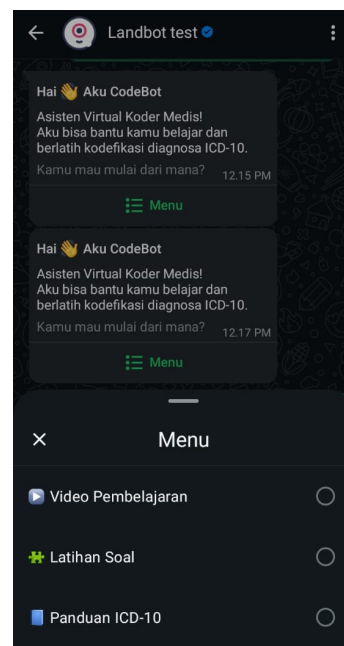 Landbot test
Hai 👋 Aku CodeBot
Asisten Virtual Koder Medis!
Aku bisa bantu kamu belajar dan
berlatih kodefikasi diagnosa ICD-10.
Kamu mau mulai dari mana? 12.15 PM
Menu
Hai 👋 Aku CodeBot
Asisten Virtual Koder Medis!
Aku bisa bantu kamu belajar dan
berlatih kodefikasi diagnosa ICD-10.
Kamu mau mulai dari mana? 12.17 PM
Menu
Menu
Video Pembelajaran
Latihan Soal
Panduan ICD-10